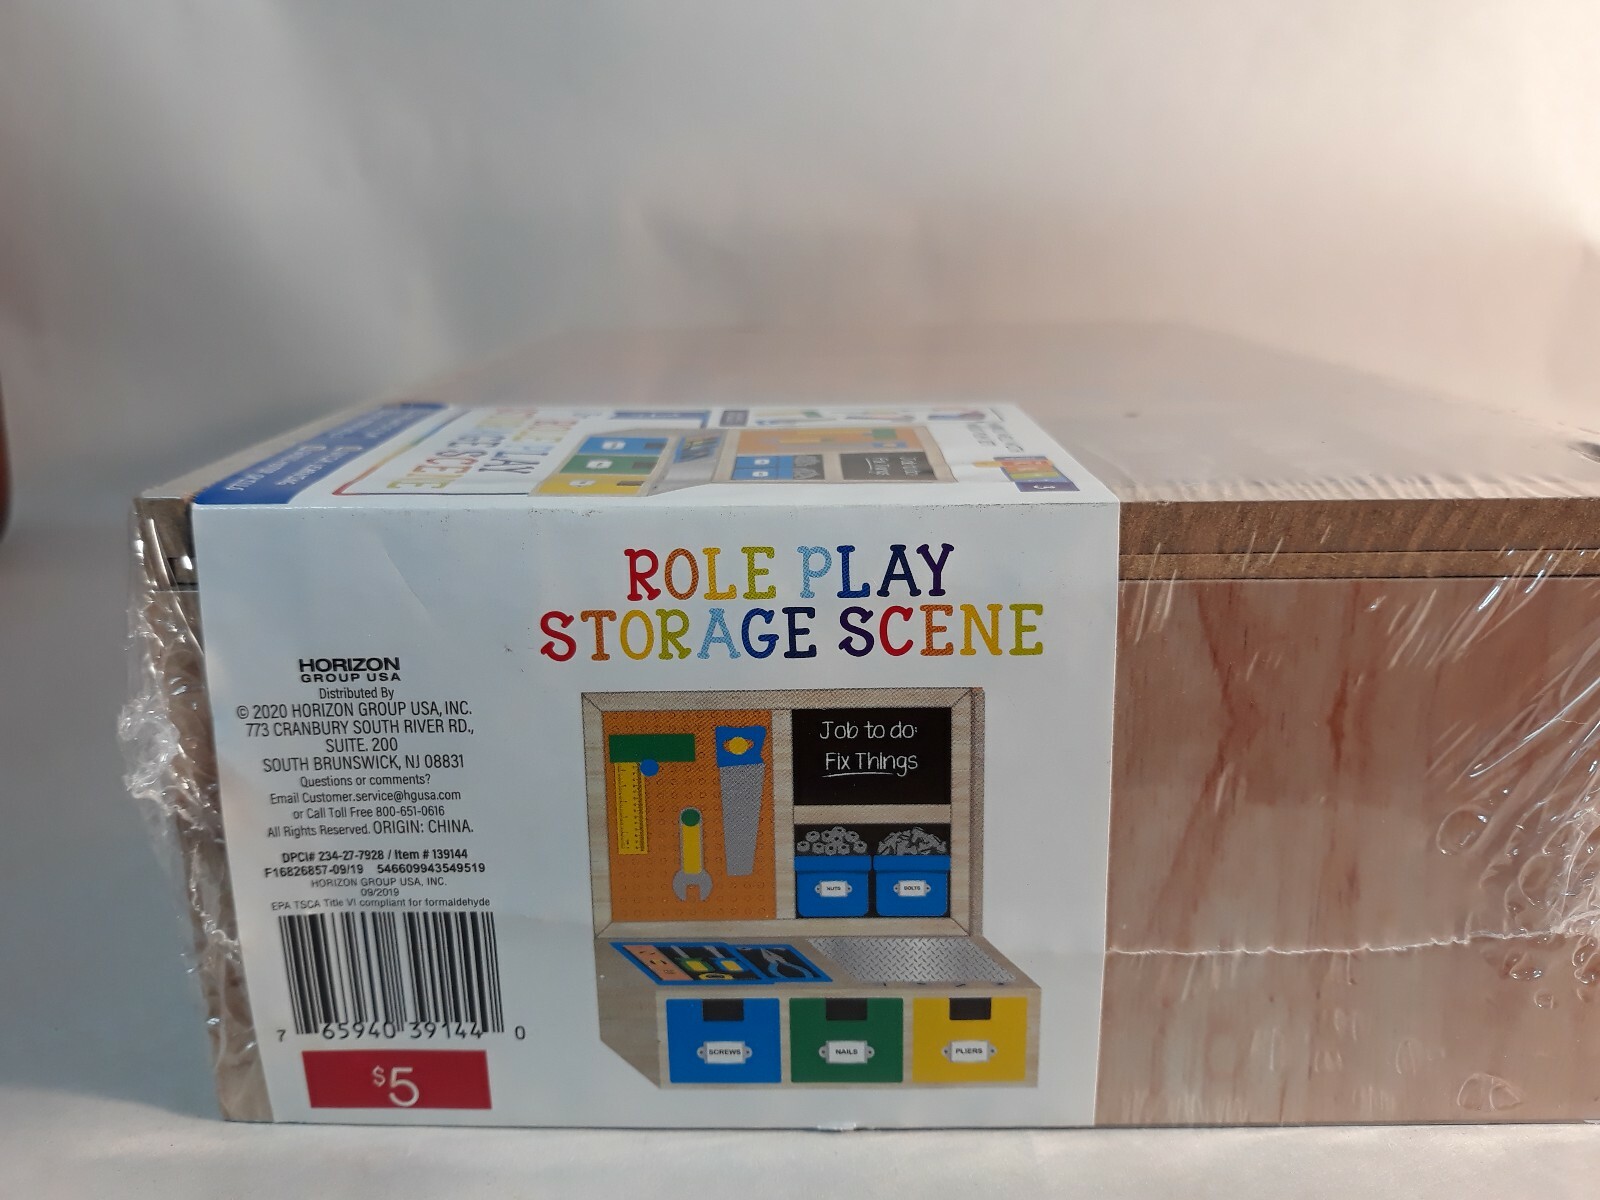 ROLE PLAY
STORAGE SCENE
HORIZON
GROUP USA
Distributed By
© 2020 HORIZON GROUP USA, INC.
773 CRANBURY SOUTH RIVER RD.,
SUITE. 200
SOUTH BRUNSWICK, NJ 08831
Questions or comments?
Email Customer.service@hgusa.com
or Call Toll Free 800-651-0616
All Rights Reserved. ORIGIN: CHINA.
DPCI# 234-27-7928 / Item # 139144
F16826857-09/19 546609943549519
HORIZON GROUP USA, INC.
09/2019
EPA TSCA Title VI compliant for formaldehyde
7 65940 39144 0
$5
Job to do:
Fix Things
NUTS
BOLTS
SCREWS
NAILS
PLIERS
ROLE PLAY
STORAGE SCENE